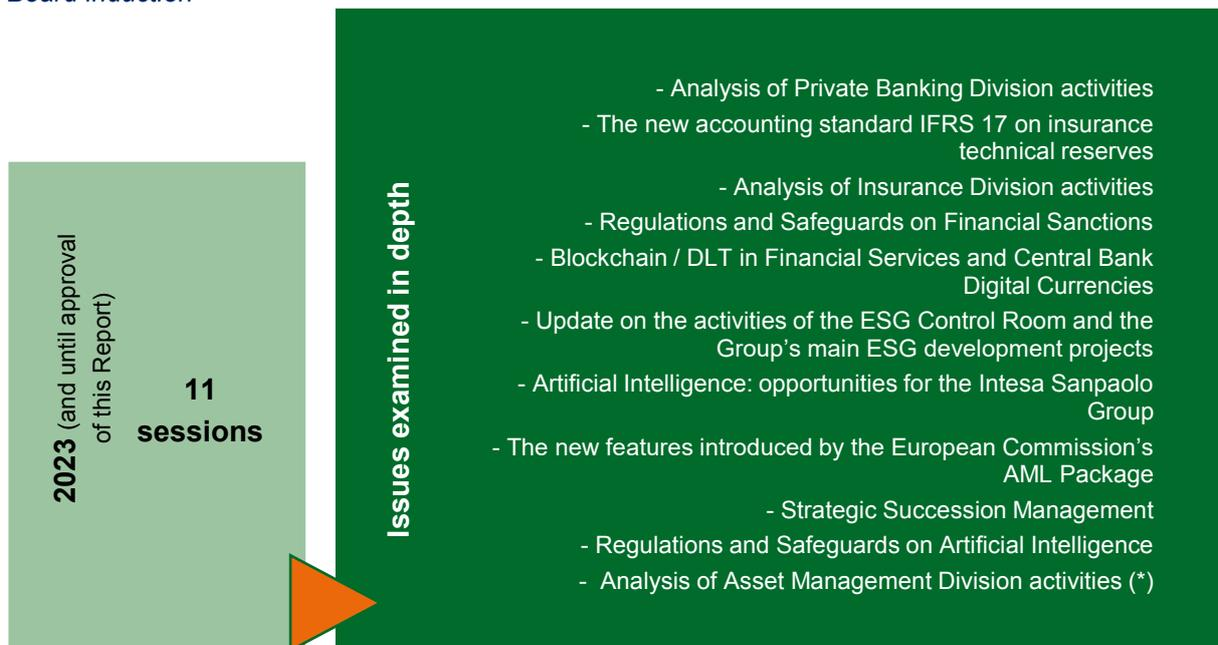 Board Induction
2023 (and until approval
of this Report)
11
sessions
Issues examined in depth
- Analysis of Private Banking Division activities
- The new accounting standard IFRS 17 on insurance
technical reserves
- Analysis of Insurance Division activities
- Regulations and Safeguards on Financial Sanctions
- Blockchain / DLT in Financial Services and Central Bank
Digital Currencies
- Update on the activities of the ESG Control Room and the
Group’s main ESG development projects
- Artificial Intelligence: opportunities for the Intesa Sanpaolo
Group
- The new features introduced by the European Commission’s
AML Package
- Strategic Succession Management
- Regulations and Safeguards on Artificial Intelligence
- Analysis of Asset Management Division activities (*)